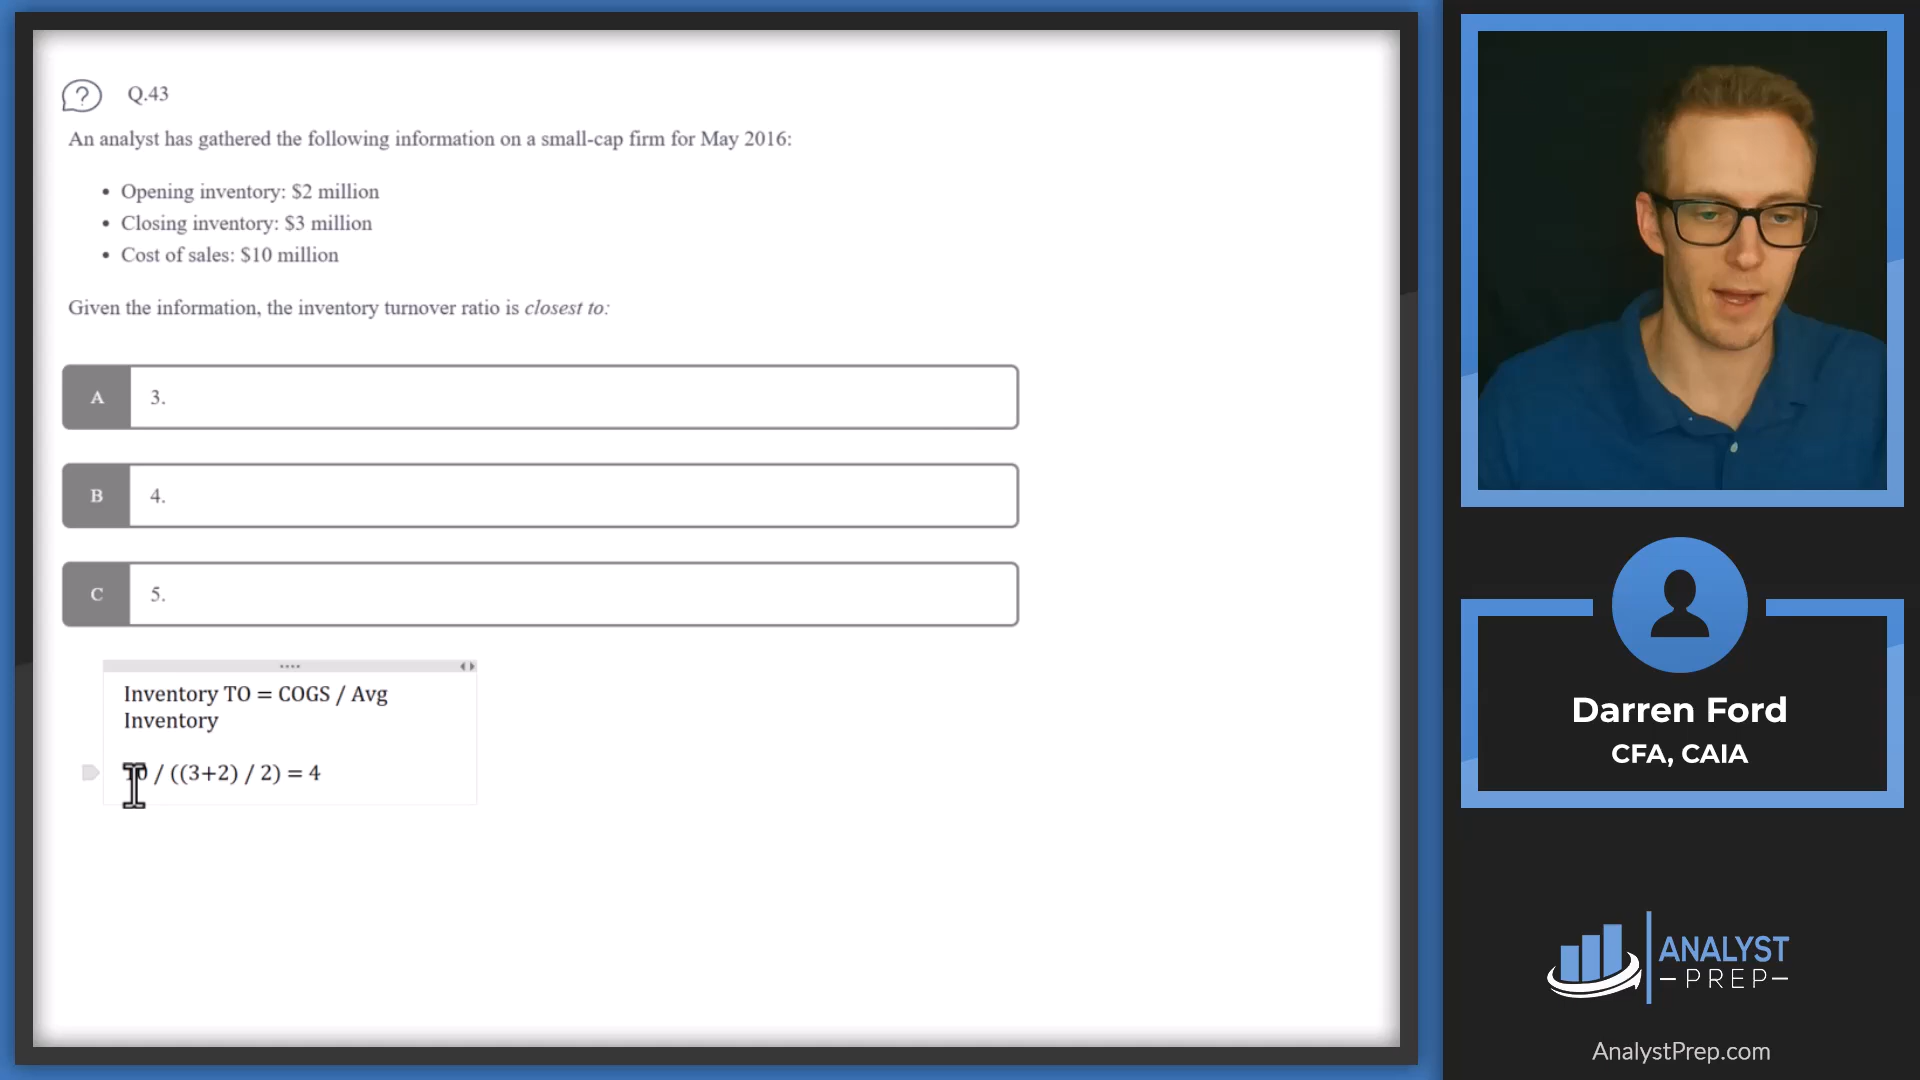 Q.43
An analyst has gathered the following information on a small-cap firm for May 2016:
• Opening inventory: $2 million
• Closing inventory: $3 million
• Cost of sales: $10 million
Given the information, the inventory turnover ratio is closest to:
A 3.
B 4.
C 5.
Inventory TO = COGS / Avg
Inventory
10 / ((3+2) / 2) = 4
Darren Ford
CFA, CAIA
ANALYST
PREP
AnalystPrep.com